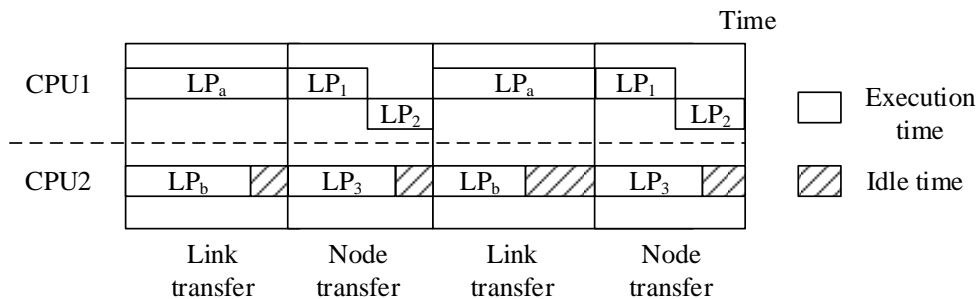 Time
CPU1
LPa
LP1
LP2
LPa
LP1
LP2
Execution
time
CPU2
LPb
LP3
LPb
LP3
Idle time
Link
transfer
Node
transfer
Link
transfer
Node
transfer